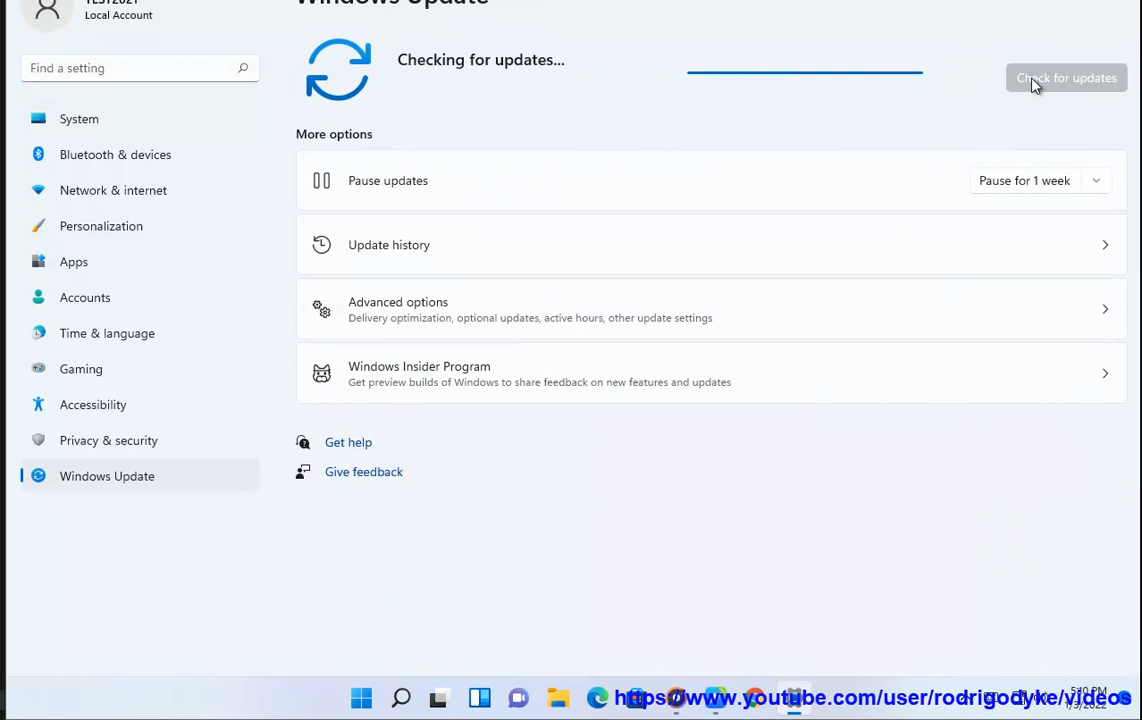 Local Account
Windows Update
Checking for updates...
Check for updates
Find a setting
System
Bluetooth & devices
Network & internet
Personalization
Apps
Accounts
Time & language
Gaming
Accessibility
Privacy & security
Windows Update
More options
Pause updates
Pause for 1 week
Update history
Advanced options
Delivery optimization, optional updates, active hours, other update settings
Windows Insider Program
Get preview builds of Windows to share feedback on new features and updates
Get help
Give feedback
https://www.youtube.com/user/rodrigodyke/videos